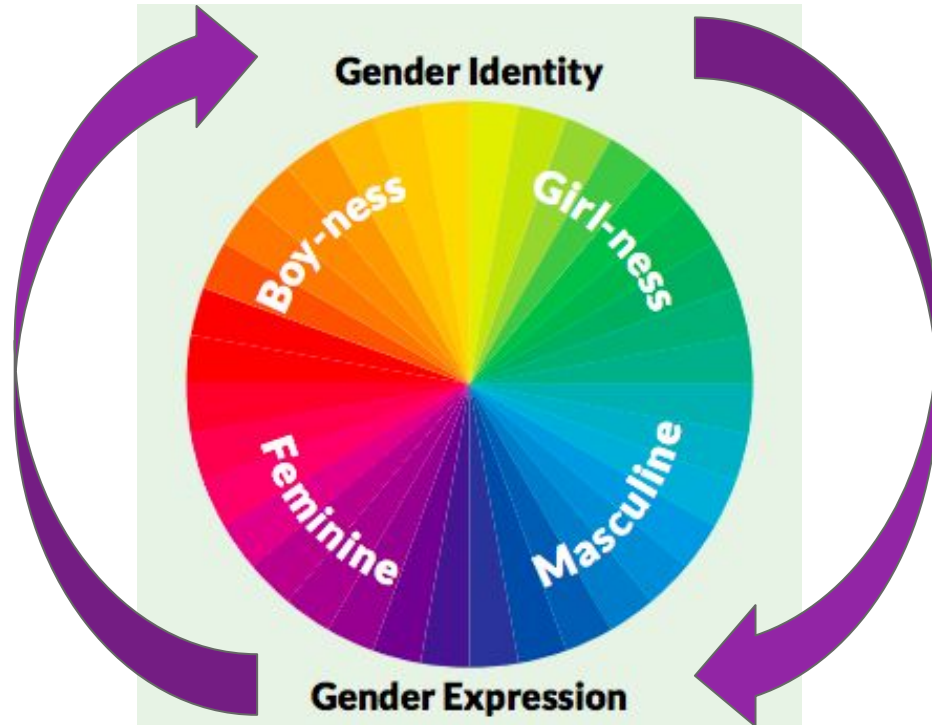 Gender Identity
Boy-ness
Girl-ness
Feminine
Masculine
Gender Expression